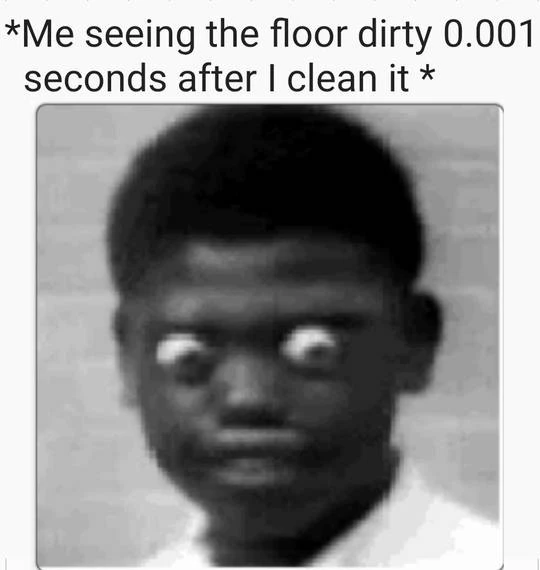 *Me seeing the floor dirty 0.001
seconds after I clean it *